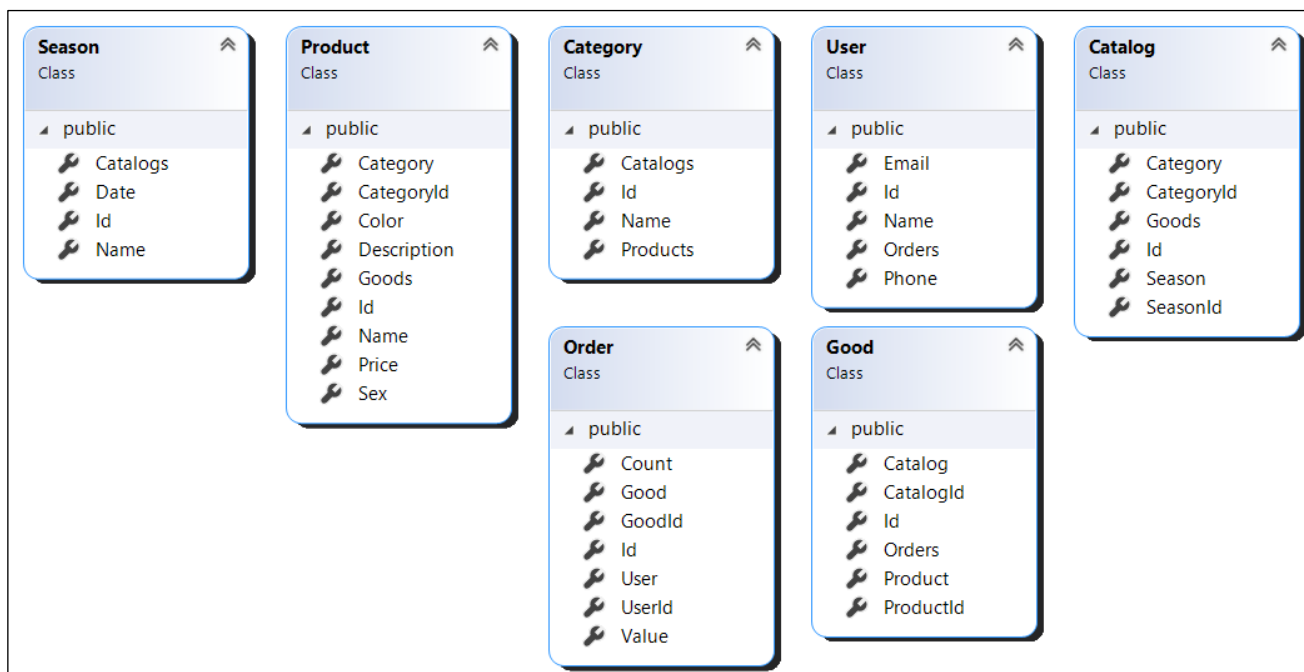 Season
Class
public
Catalogs
Date
Id
Name
Product
Class
public
Category
CategoryId
Color
Description
Goods
Id
Name
Price
Sex
Category
Class
public
Catalogs
Id
Name
Products
User
Class
public
Email
Id
Name
Orders
Phone
Catalog
Class
public
Category
CategoryId
Goods
Id
Season
SeasonId
Order
Class
public
Count
Good
GoodId
Id
User
UserId
Value
Good
Class
public
Catalog
CatalogId
Id
Orders
Product
ProductId